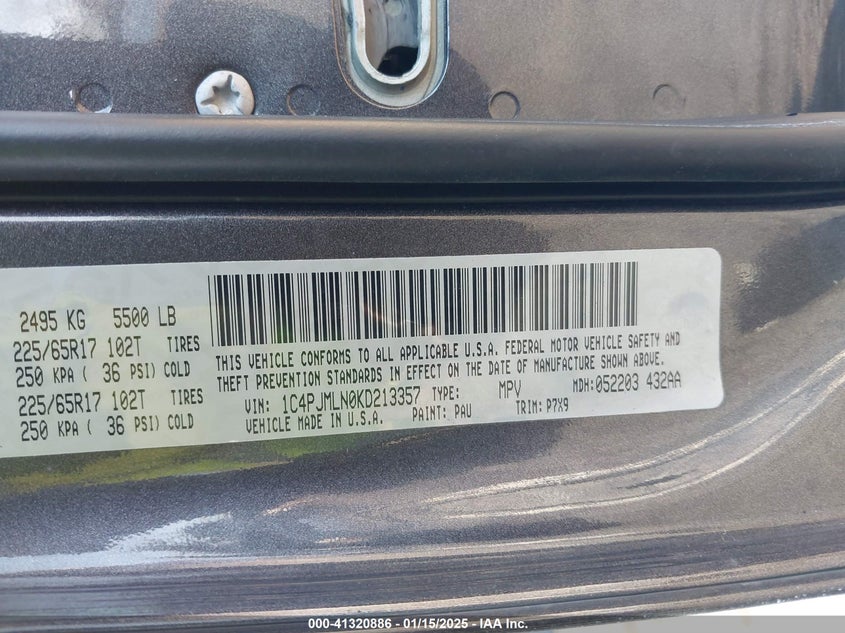 2495 KG 5500 LB
225/65R17 102T TIRES
250 KPA ( 36 PSI) COLD
225/65R17 102T TIRES
250 KPA ( 36 PSI) COLD
THIS VEHICLE CONFORMS TO ALL APPLICABLE U.S.A. FEDERAL MOTOR VEHICLE SAFETY AND
THEFT PREVENTION STANDARDS IN EFFECT ON THE DATE OF MANUFACTURE SHOWN ABOVE.
VIN: 1C4PJMLN0KD213357 TYPE: MPV MDH:052203 432AA
VEHICLE MADE IN U.S.A. PAINT: PAU TRIM: P7X9
000-41320886 - 01/15/2025 - IAA Inc.